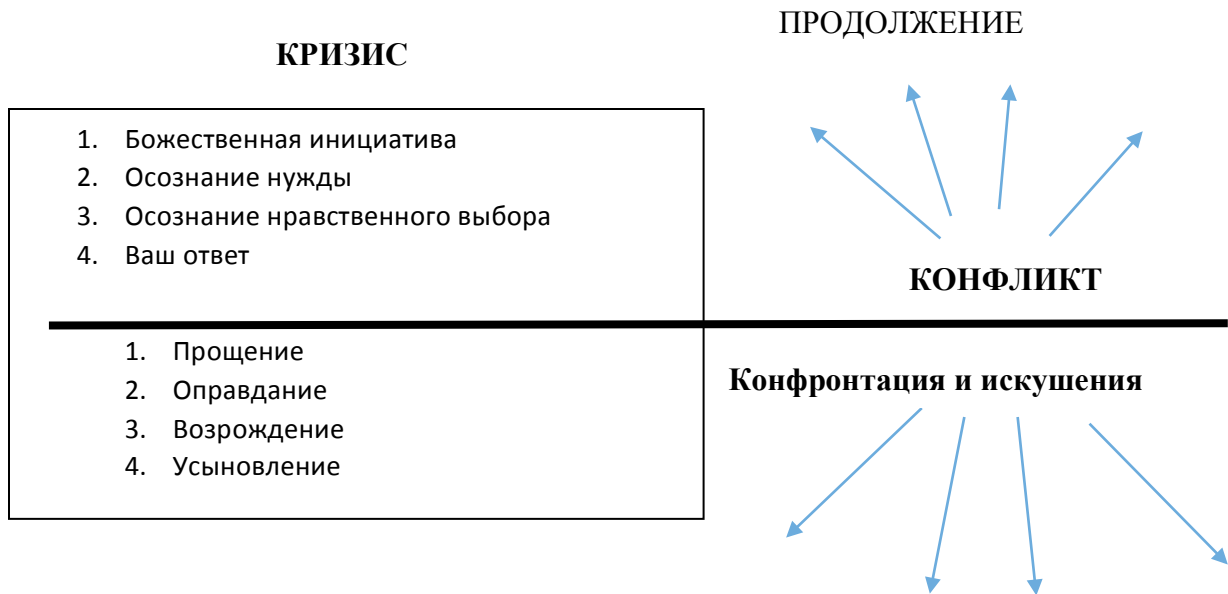 КРИЗИС
1. Божественная инициатива
2. Осознание нужды
3. Осознание нравственного выбора
4. Ваш ответ
1. Прощение
2. Оправдание
3. Возрождение
4. Усыновление
ПРОДОЛЖЕНИЕ
КОНФЛИКТ
Конфронтация и искушения